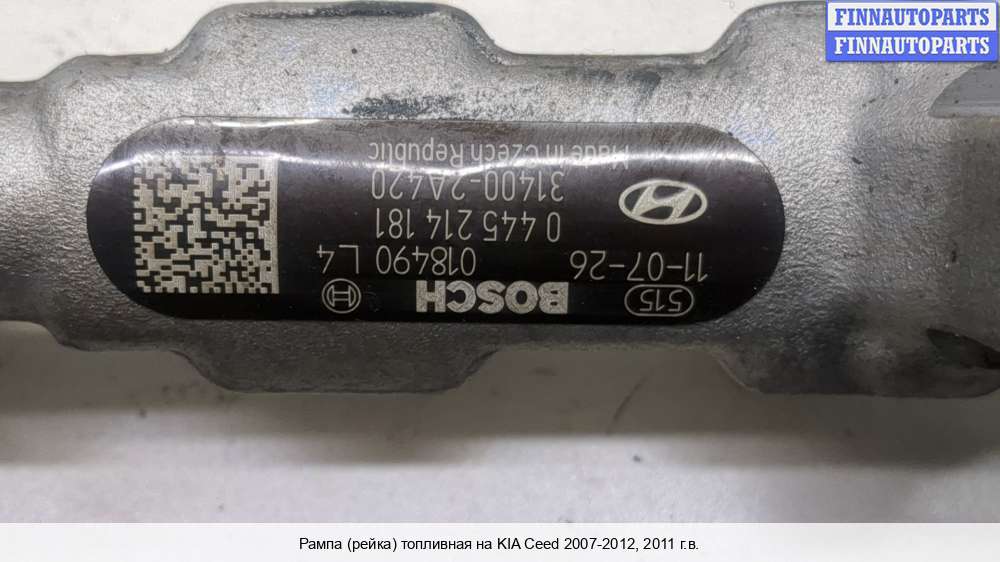 FINNAUTOPARTS
FINNAUTOPARTS
515 BOSCH
11-07-26 018490 L4
0 445 214 181
31400-2A420
Made in Czech Republic
Рампа (рейка) топливная на KIA Ceed 2007-2012, 2011 г.в.